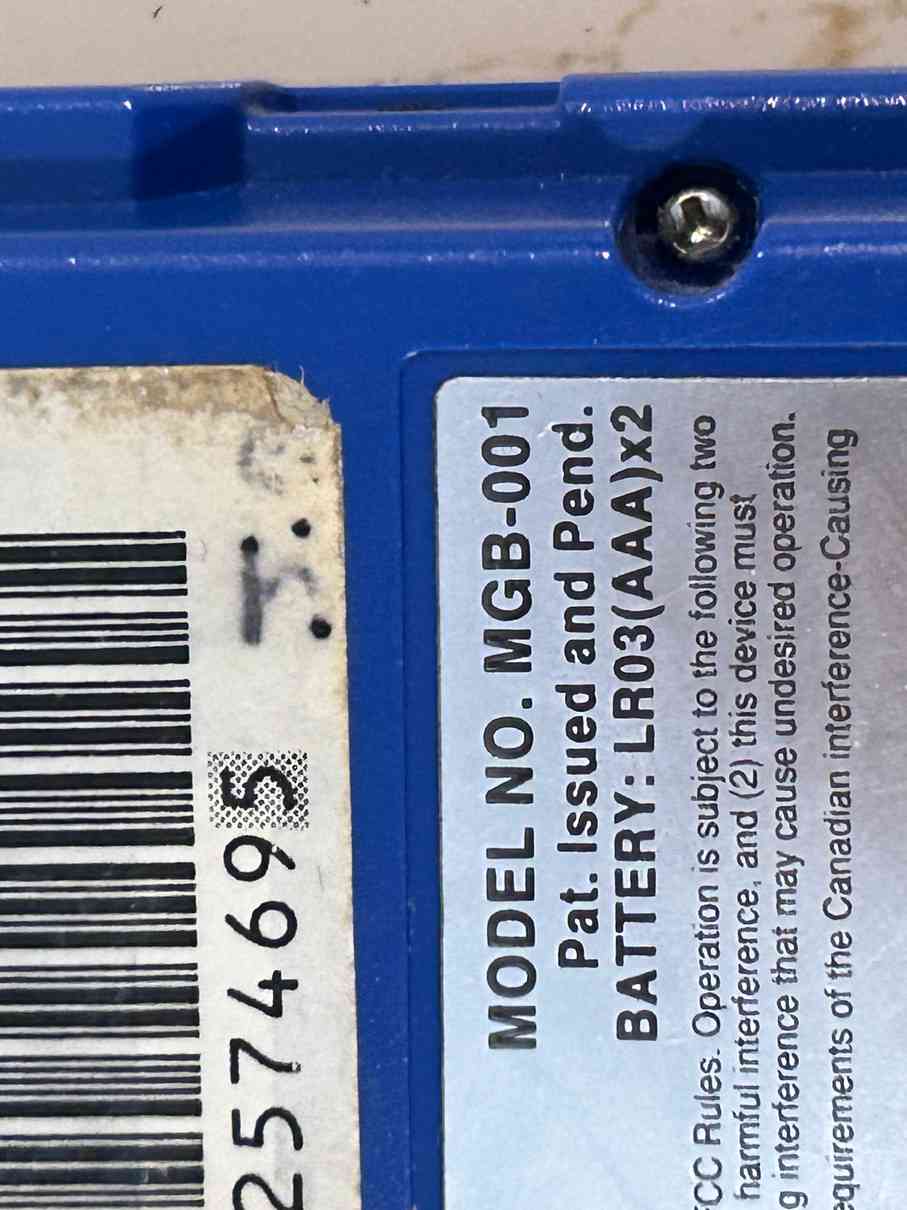 2574695
MODEL NO. MGB-001
Pat. Issued and Pend.
BATTERY: LR03(AAA)x2
CC Rules. Operation is subject to the following two
harmful interference, and (2) this device must
g interference that may cause undesired operation.
equirements of the Canadian interference-Causing